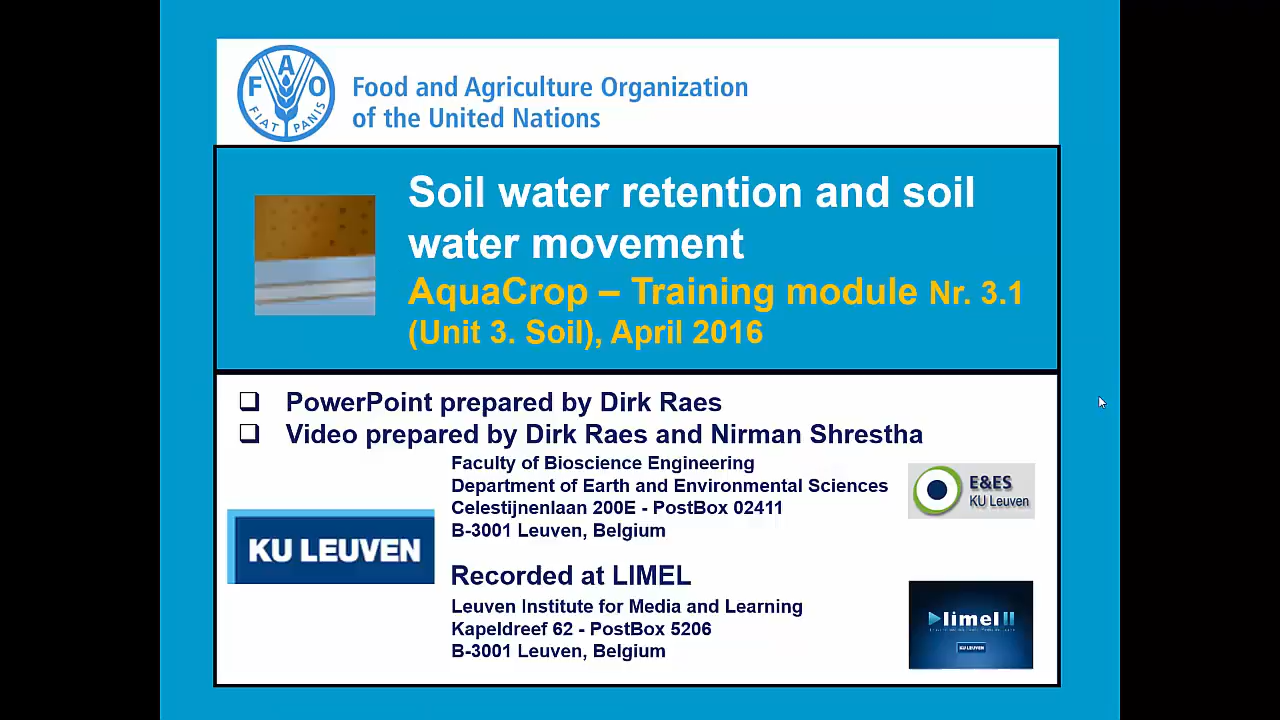 F A O
FIAT PANIS
Food and Agriculture Organization
of the United Nations
Soil water retention and soil
water movement
AquaCrop – Training module Nr. 3.1
(Unit 3. Soil), April 2016
❑ PowerPoint prepared by Dirk Raes
❑ Video prepared by Dirk Raes and Nirman Shrestha
Faculty of Bioscience Engineering
Department of Earth and Environmental Sciences
Celestijnenlaan 200E - PostBox 02411
B-3001 Leuven, Belgium
E&ES
KU Leuven
KU LEUVEN
Recorded at LIMEL
Leuven Institute for Media and Learning
Kapeldreef 62 - PostBox 5206
B-3001 Leuven, Belgium
limel
KU LEUVEN